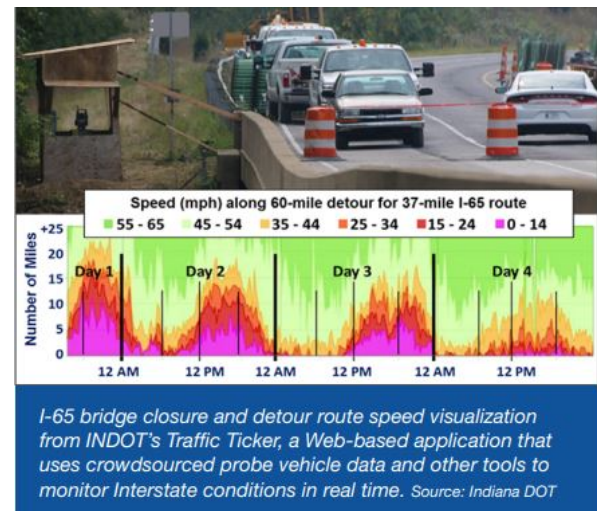 Speed (mph) along 60-mile detour for 37-mile I-65 route
55 - 65 45 - 54 35 - 44 25 - 34 15 - 24 0 - 14
Number of Miles
+25
20
15
10
5
0
Day 1 Day 2 Day 3 Day 4
12 AM 12 PM 12 AM 12 PM 12 AM 12 PM
I-65 bridge closure and detour route speed visualization
from INDOT's Traffic Ticker, a Web-based application that
uses crowdsourced probe vehicle data and other tools to
monitor Interstate conditions in real time. Source: Indiana DOT